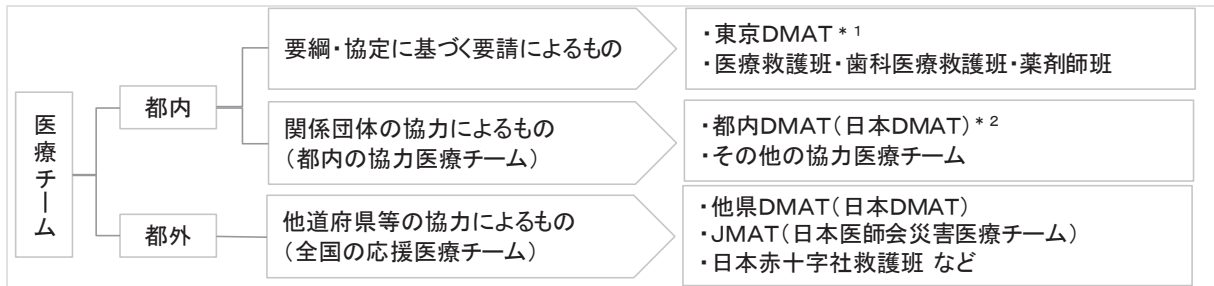 医療チーム
都内
要綱・協定に基づく要請によるもの
・東京DMAT*1
・医療救護班・歯科医療救護班・薬剤師班
関係団体の協力によるもの
(都内の協力医療チーム)
・都内DMAT(日本DMAT)*2
・その他の協力医療チーム
都外
他道府県等の協力によるもの
(全国の応援医療チーム)
・他県DMAT(日本DMAT)
・JMAT(日本医師会災害医療チーム)
・日本赤十字社救護班 など